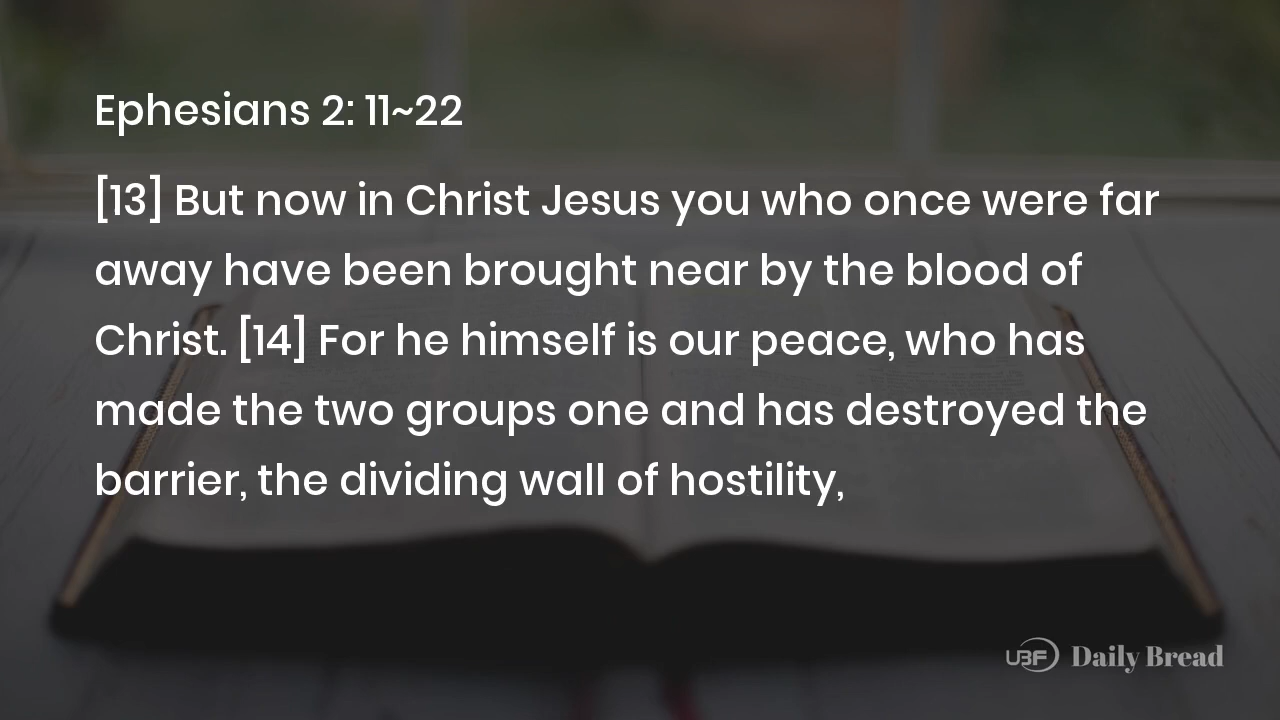 Ephesians 2: 11~22
[13] But now in Christ Jesus you who once were far
away have been brought near by the blood of
Christ. [14] For he himself is our peace, who has
made the two groups one and has destroyed the
barrier, the dividing wall of hostility,
UBF Daily Bread